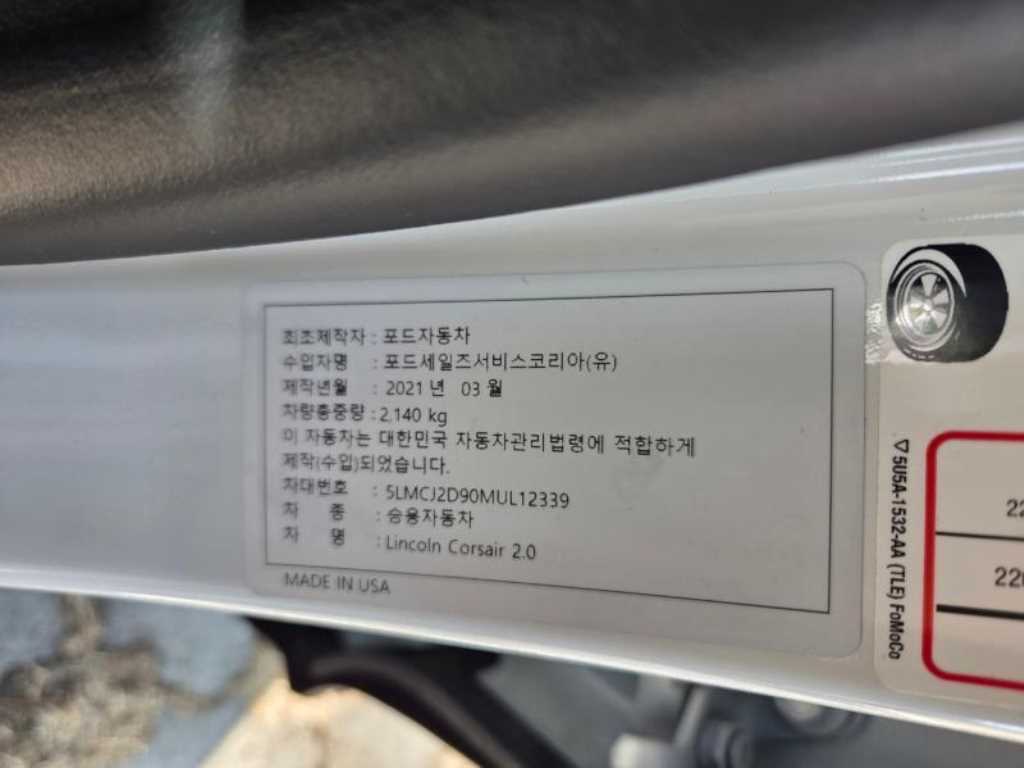 최초제작자 : 포드자동차
수입자명 : 포드세일즈서비스코리아(유)
제작년월 : 2021 년 03 월
차량총중량 : 2,140 kg
이 자동차는 대한민국 자동차관리법령에 적합하게
제작(수입)되었습니다.
차대번호 : 5LMCJ2D90MUL12339
차 종 : 승용자동차
차 명 : Lincoln Corsair 2.0
MADE IN USA
5U5A-1532-AA (TLE) FoMoCo